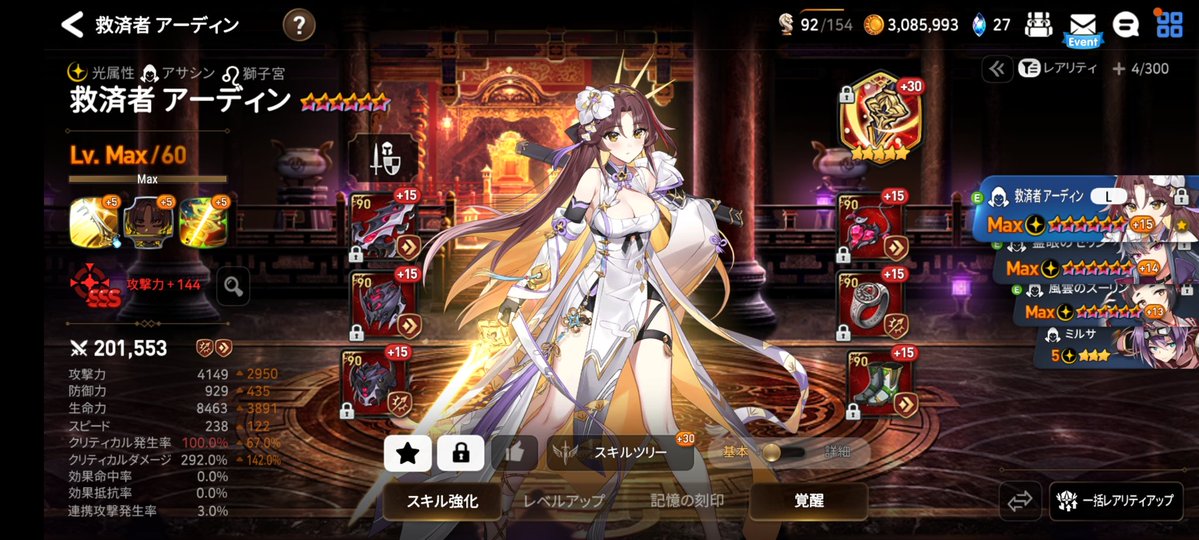 救済者 アーディン
?
92/154
3,085,993
27
Event
光属性 アサシン 獅子宮
救済者 アーディン
Lv. Max/60
Max
+5 +5 +5
SSS 攻撃力+144
201,553
攻撃力 4149 2950
防御力 929 435
生命力 8463 3891
スピード 238 122
クリティカル発生率 100.0% 67.0%
クリティカルダメージ 292.0% 142.0%
効果命中率 0.0%
効果抵抗率 0.0%
連携攻撃発生率 3.0%
90 +15
90 +15
90 +15
+30
90 +15
90 +15
90 +15
レアリティ 4/300
救済者 アーディン L
Max +15
Max +14
風雲のスーリン
Max +13
ミルサ
5
スキルツリー +30
基本 詳細
スキル強化
レベルアップ
記憶の刻印
覚醒
一括レアリティアップ